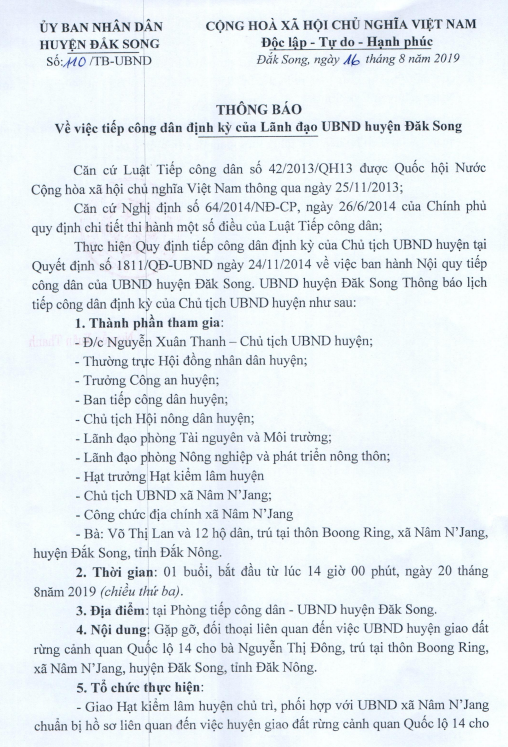 ỦY BAN NHÂN DÂN
HUYỆN ĐẮK SONG
Số: 110 /TB-UBND
CỘNG HOÀ XÃ HỘI CHỦ NGHĨA VIỆT NAM
Độc lập - Tự do - Hạnh phúc
Đắk Song, ngày 16 tháng 8 năm 2019
THÔNG BÁO
Về việc tiếp công dân định kỳ của Lãnh đạo UBND huyện Đăk Song
Căn cứ Luật Tiếp công dân số 42/2013/QH13 được Quốc hội Nước
Cộng hòa xã hội chủ nghĩa Việt Nam thông qua ngày 25/11/2013;
Căn cứ Nghị định số 64/2014/NĐ-CP, ngày 26/6/2014 của Chính phủ
quy định chi tiết thi hành một số điều của Luật Tiếp công dân;
Thực hiện Quy định tiếp công dân định kỳ của Chủ tịch UBND huyện tại
Quyết định số 1811/QĐ-UBND ngày 24/11/2014 về việc ban hành Nội quy tiếp
công dân của UBND huyện Đăk Song. UBND huyện Đăk Song Thông báo lịch
tiếp công dân định kỳ của Chủ tịch UBND huyện như sau:
1. Thành phần tham gia:
- Đ/c Nguyễn Xuân Thanh – Chủ tịch UBND huyện;
- Thường trực Hội đồng nhân dân huyện;
- Trưởng Công an huyện;
- Ban tiếp công dân huyện;
- Chủ tịch Hội nông dân huyện;
- Lãnh đạo phòng Tài nguyên và Môi trường;
- Lãnh đạo phòng Nông nghiệp và phát triển nông thôn;
- Hạt trưởng Hạt kiểm lâm huyện
- Chủ tịch UBND xã Nâm N'Jang;
- Công chức địa chính xã Nâm N'Jang
- Bà: Võ Thị Lan và 12 hộ dân, trú tại thôn Boong Ring, xã Nâm N'Jang,
huyện Đắk Song, tỉnh Đắk Nông.
2. Thời gian: 01 buổi, bắt đầu từ lúc 14 giờ 00 phút, ngày 20 tháng
8năm 2019 (chiều thứ ba).
3. Địa điểm: tại Phòng tiếp công dân - UBND huyện Đăk Song.
4. Nội dung: Gặp gỡ, đối thoại liên quan đến việc UBND huyện giao đất
rừng cảnh quan Quốc lộ 14 cho bà Nguyễn Thị Đông, trú tại thôn Boong Ring,
xã Nâm N'Jang, huyện Đăk Song, tỉnh Đăk Nông.
5. Tổ chức thực hiện:
- Giao Hạt kiểm lâm huyện chủ trì, phối hợp với UBND xã Nâm N'Jang
chuẩn bị hồ sơ liên quan đến việc huyện giao đất rừng cảnh quan Quốc lộ 14 cho